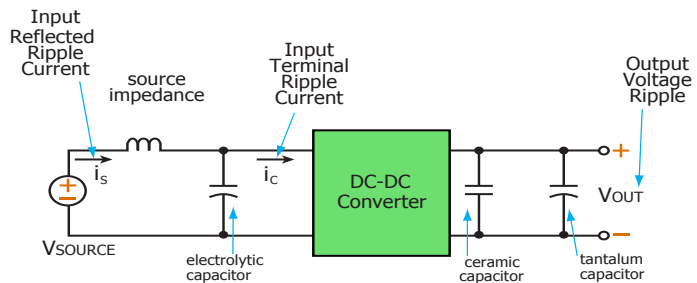 Input
Reflected
Ripple
Current
source
impedance
Input
Terminal
Ripple
Current
Output
Voltage
Ripple
iS
iC
DC-DC
Converter
+
−
+
−
VOUT
VSOURCE
electrolytic
capacitor
ceramic
capacitor
tantalum
capacitor